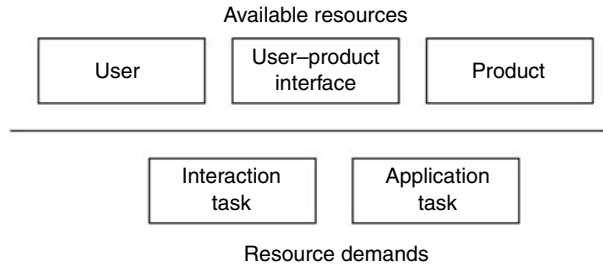 Available resources
User
User–product
interface
Product
Interaction
task
Application
task
Resource demands